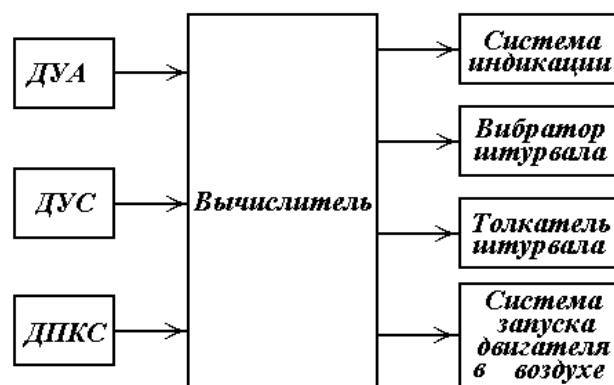 ДУА
ДУС
ДПКС
Вычислитель
Система
индикации
Вибратор
штурвала
Толкатель
штурвала
Система
запуска
двигателя
в воздухе